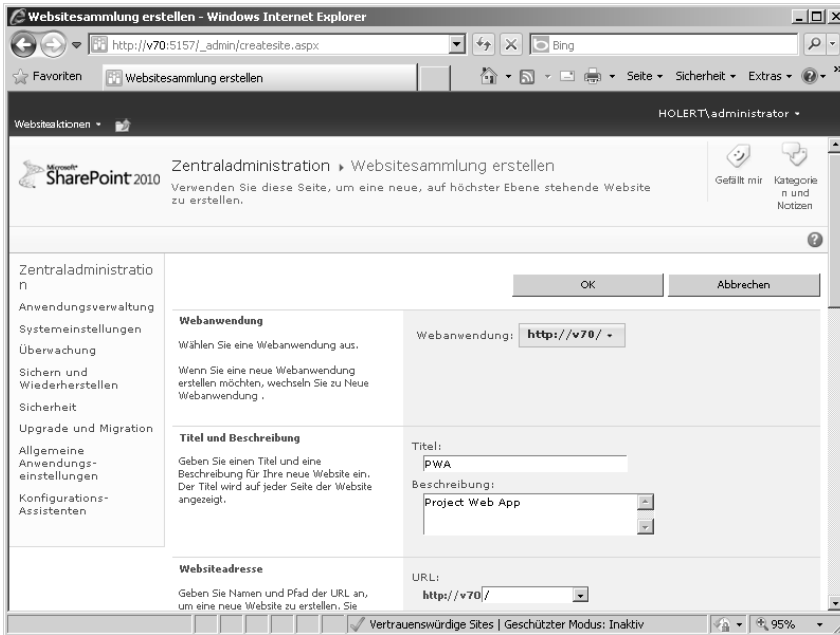 Websitesammlung erstellen - Windows Internet Explorer
http://v70:5157/_admin/createsite.aspx
Bing
Favoriten
Websitesammlung erstellen
Seite
Sicherheit
Extras
»
Websiteaktionen
HOLERT\administrator
Microsoft
SharePoint 2010
Zentraladministration ▸ Websitesammlung erstellen
Verwenden Sie diese Seite, um eine neue, auf höchster Ebene stehende Website
zu erstellen.
Gefällt mir
Kategorie
n und
Notizen
Zentraladministratio
n
Anwendungsverwaltung
Systemeinstellungen
Überwachung
Sichern und
Wiederherstellen
Sicherheit
Upgrade und Migration
Allgemeine
Anwendungs-
einstellungen
Konfigurations-
Assistenten
OK
Abbrechen
Webanwendung
Wählen Sie eine Webanwendung aus.
Wenn Sie eine neue Webanwendung
erstellen möchten, wechseln Sie zu Neue
Webanwendung .
Webanwendung: http://v70/
Titel und Beschreibung
Geben Sie einen Titel und eine
Beschreibung für Ihre neue Website ein.
Der Titel wird auf jeder Seite der Website
angezeigt.
Titel:
PWA
Beschreibung:
Project Web App
Websiteadresse
Geben Sie Namen und Pfad der URL an,
um eine neue Website zu erstellen. Sie
URL:
http://v70 /
Vertrauenswürdige Sites | Geschützter Modus: Inaktiv
95%